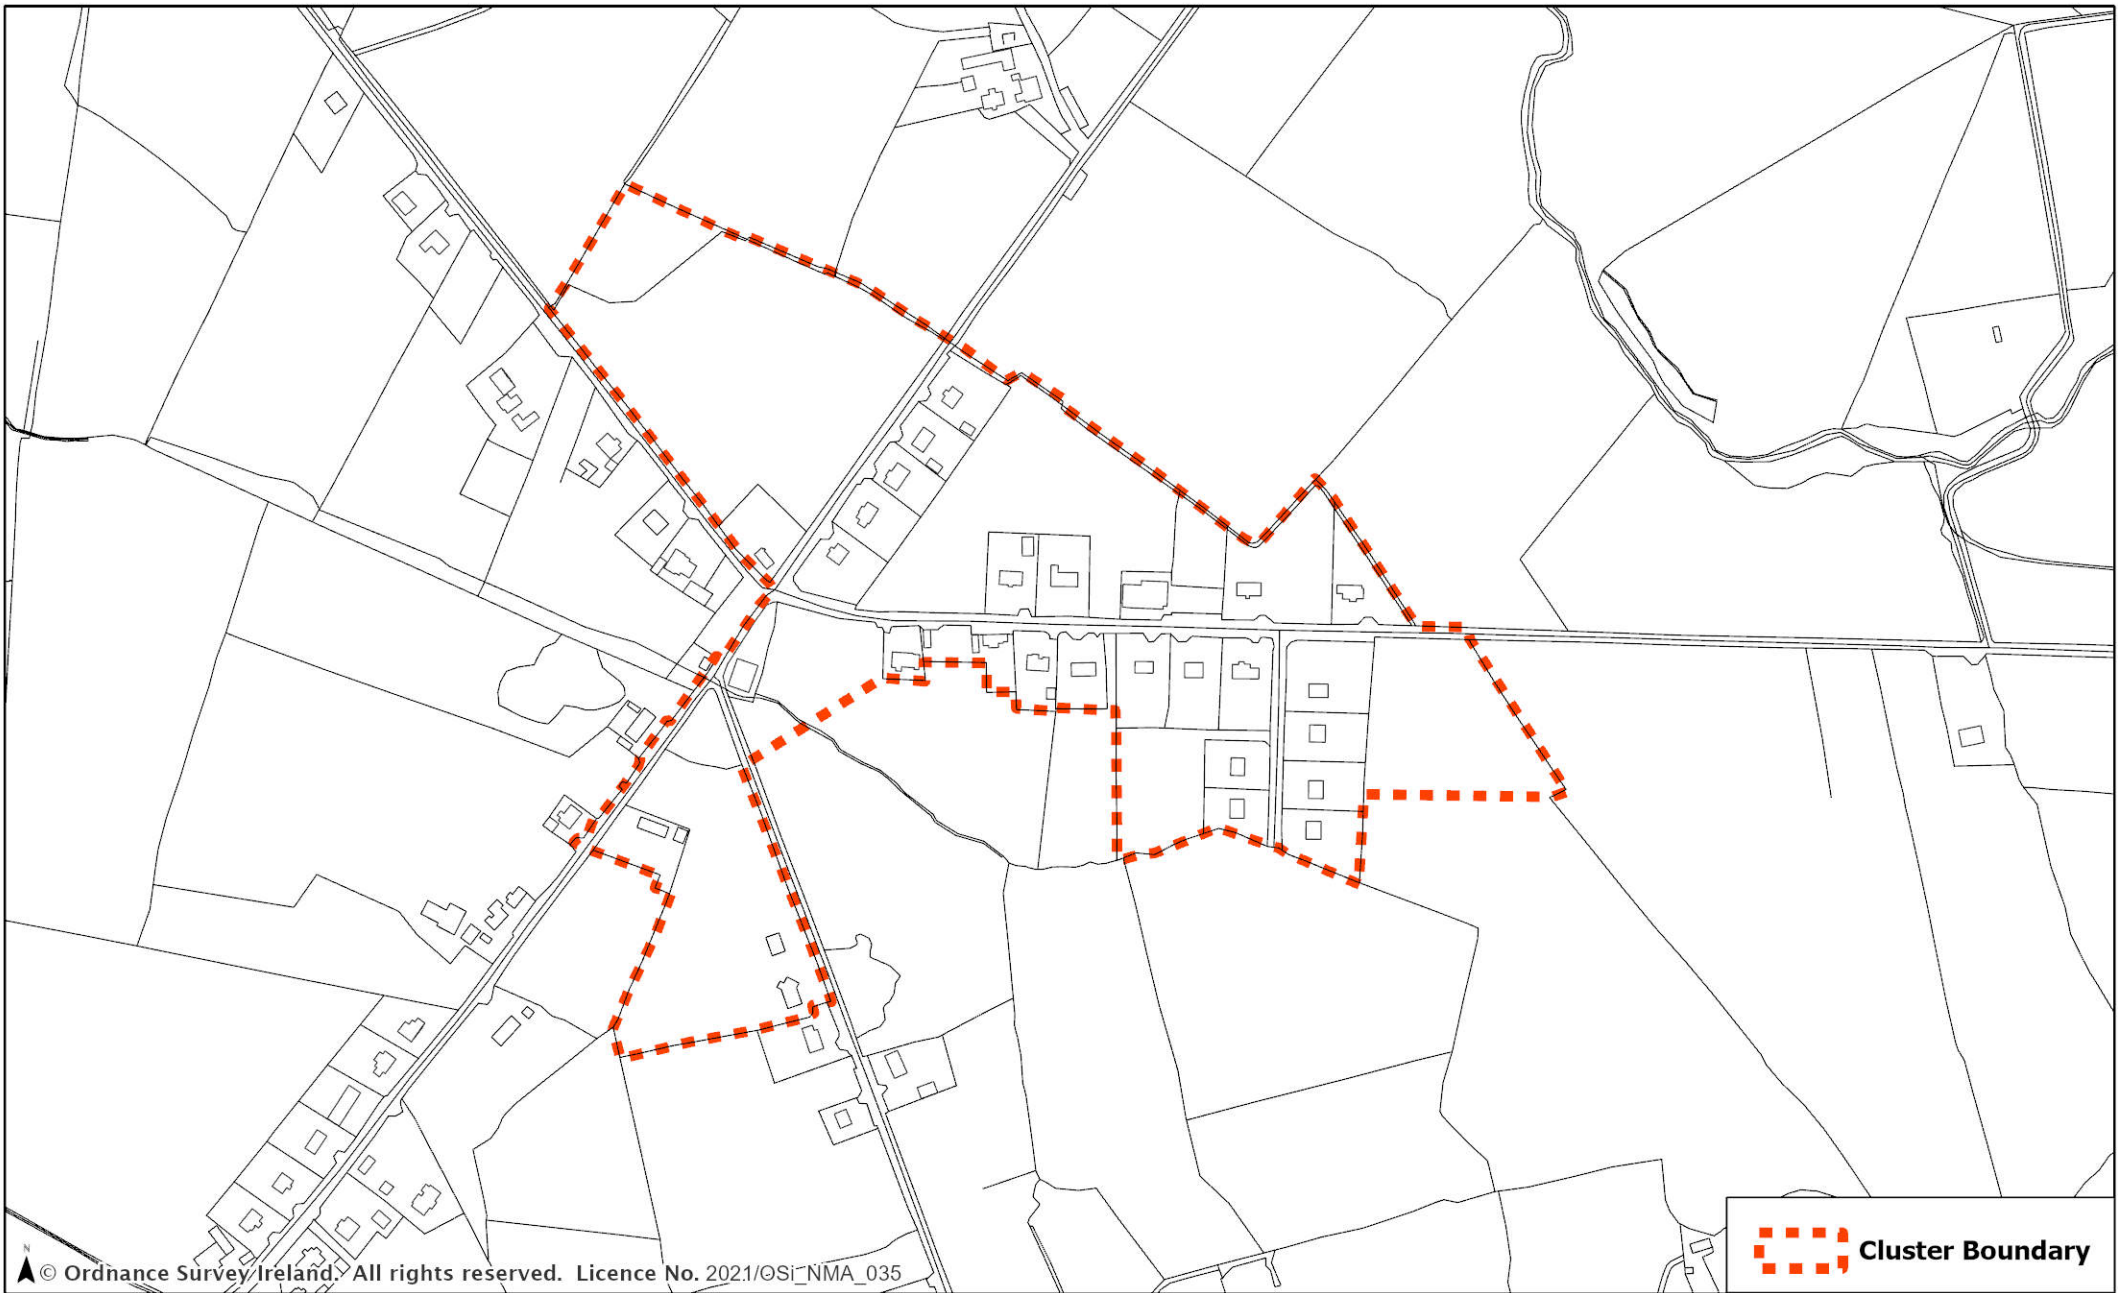 Cluster Boundary
N
© Ordnance Survey Ireland. All rights reserved. Licence No. 2021/OSi_NMA_035